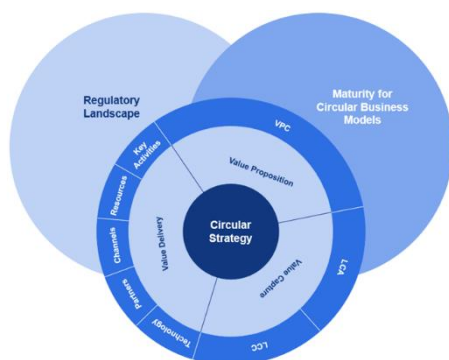 Regulatory
Landscape
Maturity for
Circular Business
Models
VPC
Key
Activities
Resources
Channels
Partners
Technology
LCC
LCA
Value Proposition
Value Delivery
Value Capture
Circular
Strategy